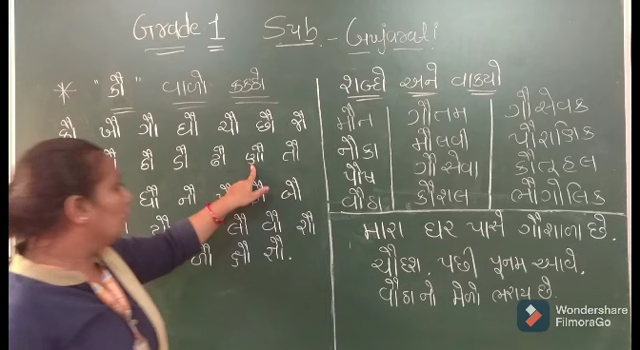 Grade 1 Sub. - Gujarati
* "કૌ" વાળો કક્કો
કૌ ખૌ ગૌ ઘૌ ચૌ છૌ જૌ
ઠૌ ડૌ ઢૌ ણૌ તૌ
ધૌ નૌ બૌ
લૌ વૌ શૌ
ળૌ ક્ષૌ જ્ઞૌ.
શબ્દો અને વાક્યો
મૌન ગૌતમ ગૌસેવક
નૌકા મૌલવી પૌરાણિક
પૌષ ગૌસેવા કૌતૂહલ
વૌઠા કૌશલ ભૌગોલિક
મારા ઘર પાસે ગૌશાળા છે.
ચૌદશ પછી પૂનમ આવે.
વૌઠાનો મેળો ભરાય છે.
Wondershare
FilmoraGo